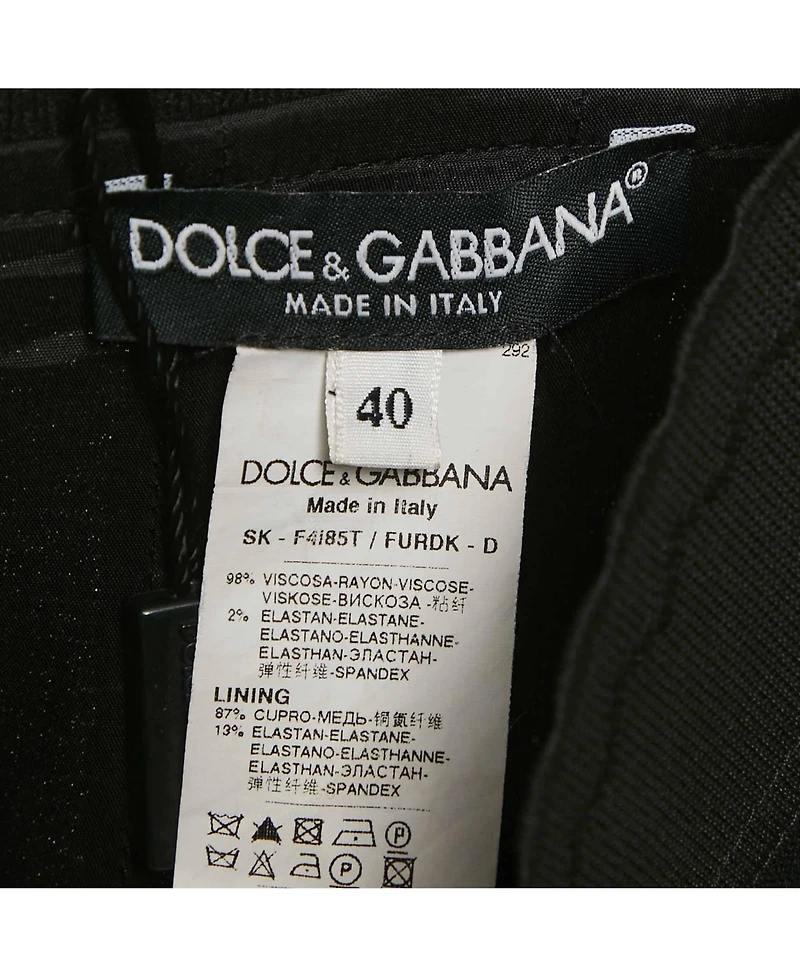 DOLCE & GABBANA®
MADE IN ITALY
292
40
DOLCE & GABBANA
Made in Italy
SK - F4I85T / FURDK - D
98% VISCOSA-RAYON-VISCOSE-
VISKOSE-ВИСКОЗА -粘纤
2% ELASTAN-ELASTANE-
ELASTANO-ELASTHANNE-
ELASTHAN-ЭЛАСТАН-
弹性纤维-SPANDEX
LINING
87% CUPRO-МЕДЬ-铜氨纤维
13% ELASTAN-ELASTANE-
ELASTANO-ELASTHANNE-
ELASTHAN-ЭЛАСТАН-
弹性纤维-SPANDEX
P
P